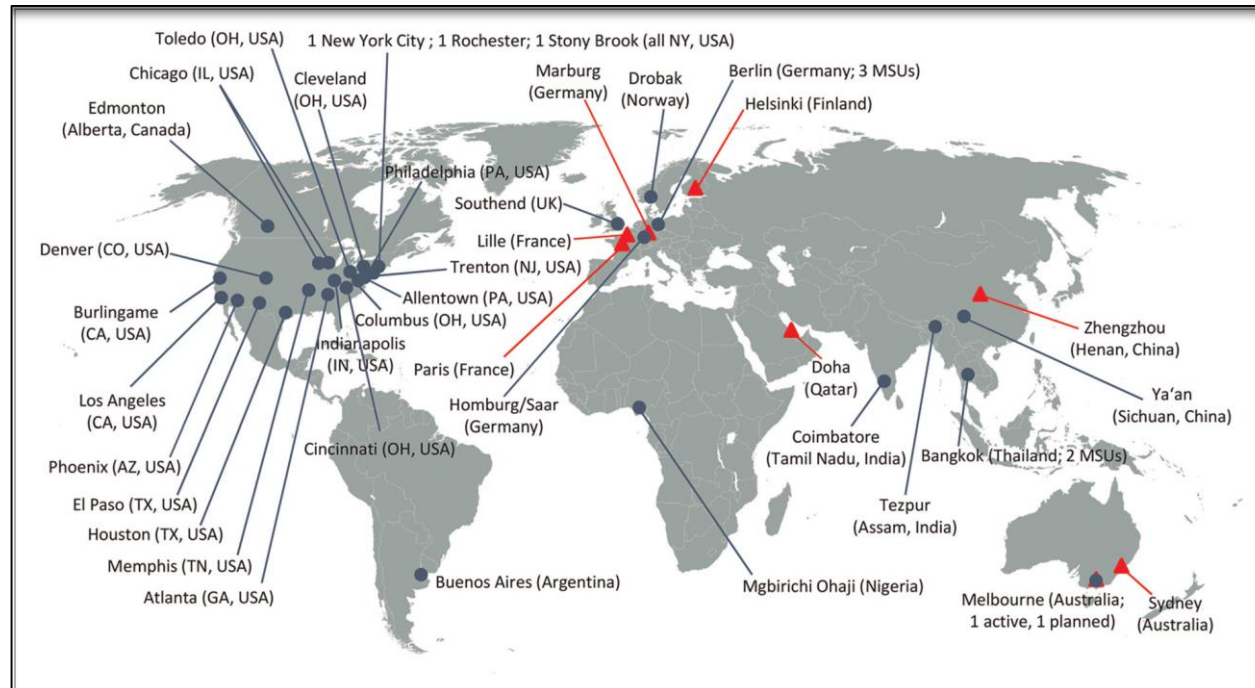 Toledo (OH, USA)
1 New York City ; 1 Rochester; 1 Stony Brook (all NY, USA)
Chicago (IL, USA)
Cleveland
(OH, USA)
Marburg
(Germany)
Drobak
(Norway)
Berlin (Germany; 3 MSUs)
Helsinki (Finland)
Edmonton
(Alberta, Canada)
Philadelphia (PA, USA)
Southend (UK)
Lille (France)
Denver (CO, USA)
Trenton (NJ, USA)
Allentown (PA, USA)
Columbus (OH, USA)
Burlingame
(CA, USA)
Indianapolis
(IN, USA)
Paris (France)
Zhengzhou
(Henan, China)
Doha
(Qatar)
Los Angeles
(CA, USA)
Homburg/Saar
(Germany)
Ya‘an
(Sichuan, China)
Cincinnati (OH, USA)
Coimbatore
(Tamil Nadu, India)
Bangkok (Thailand; 2 MSUs)
Phoenix (AZ, USA)
El Paso (TX, USA)
Tezpur
(Assam, India)
Houston (TX, USA)
Memphis (TN, USA)
Atlanta (GA, USA)
Buenos Aires (Argentina)
Mgbirichi Ohaji (Nigeria)
Melbourne (Australia;
1 active, 1 planned)
Sydney
(Australia)